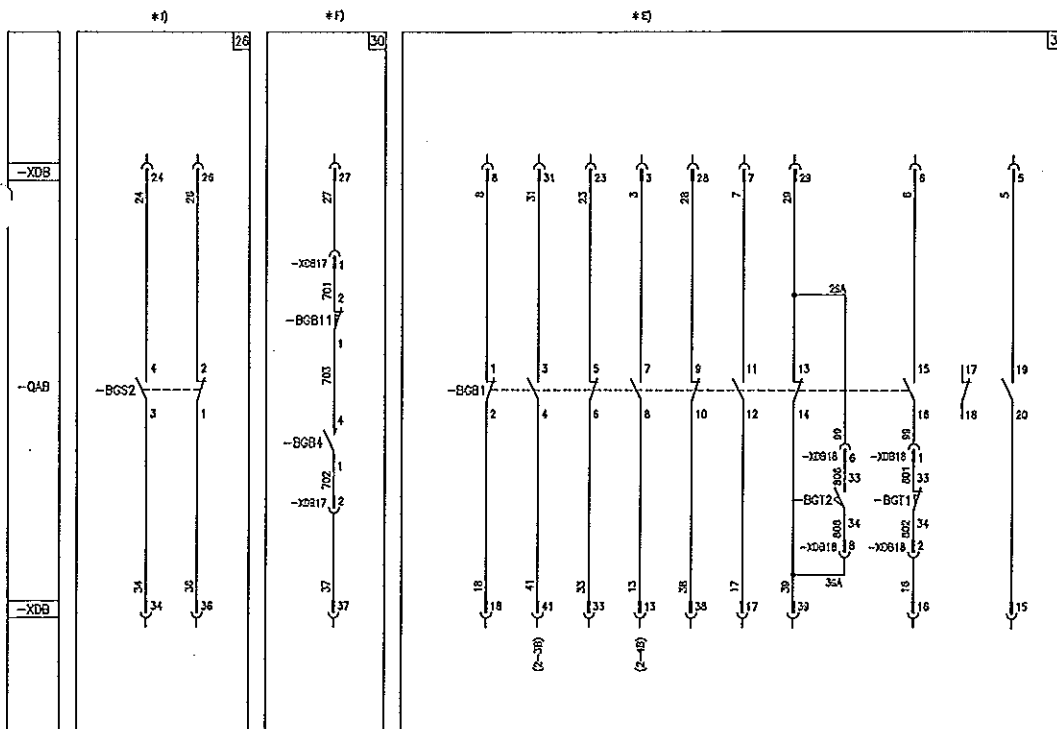 *1) *F) *E)
26 30 3
-XDB 24 26 27 8 31 23 3 28 7 29 6 5
24 26 27 8 31 23 3 28 7 29 6 5
-XDB17 1
701 2 29A
-BGB11
1
703
-QAB -BGS2 4 2 -BGB1 1 3 5 7 9 11 13 15 17 19
3 1 2 4 6 8 10 12 14 16 18 20
4 99 99
-BGB4 -XDB18 6 -XDB18 1
1 806 33 801 33
702 -BGT2 -BGT1
-XDB17 2 808 34 802 34
-XDB18 8 -XDB18 2
34 36 37 18 41 33 13 38 17 39 39A 16
-XDB 34 36 37 18 41 33 13 38 17 39 16 15
(2-3B) (2-4B)